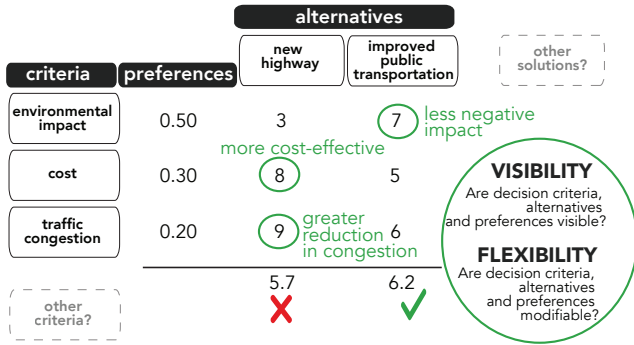 alternatives
new
highway
improved
public
transportation
other
solutions?
criteria
preferences
environmental
impact
0.50
3
7
less negative
impact
more cost-effective
cost
0.30
8
5
traffic
congestion
0.20
9
greater
reduction
in congestion
6
5.7
6.2
other
criteria?
VISIBILITY
Are decision criteria,
alternatives
and preferences visible?
FLEXIBILITY
Are decision criteria,
alternatives
and preferences
modifiable?